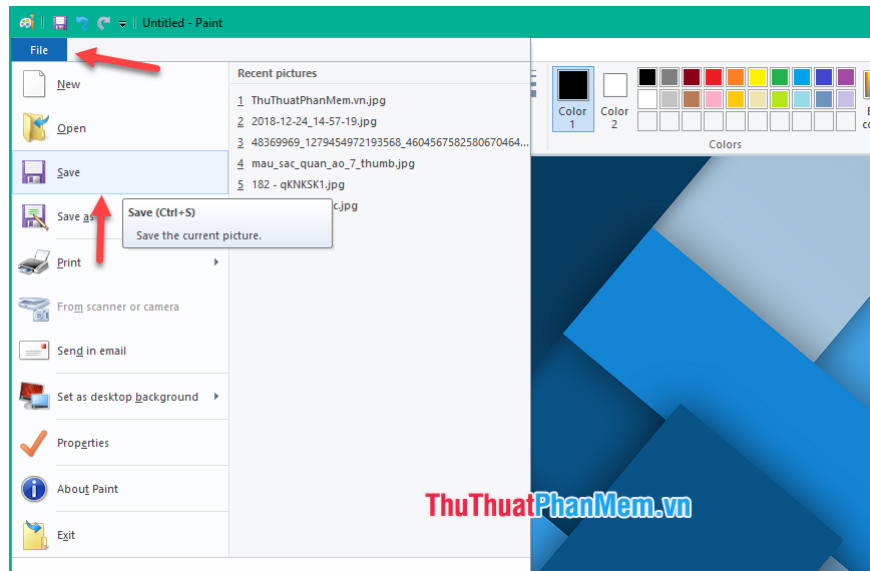 Untitled - Paint
File
Recent pictures
New
1 ThuThuatPhanMem.vn.jpg
2 2018-12-24_14-57-19.jpg
Open
3 48369969_1279454972193568_4604567582580670464...
4 mau_sac_quan_ao_7_thumb.jpg
Save
5 182 - qKNKSK1.jpg
c.jpg
Save as
Save (Ctrl+S)
Save the current picture.
Print
From scanner or camera
Send in email
Set as desktop background
Properties
About Paint
Exit
Color
1
Color
2
Colors
ThuThuatPhanMem.vn